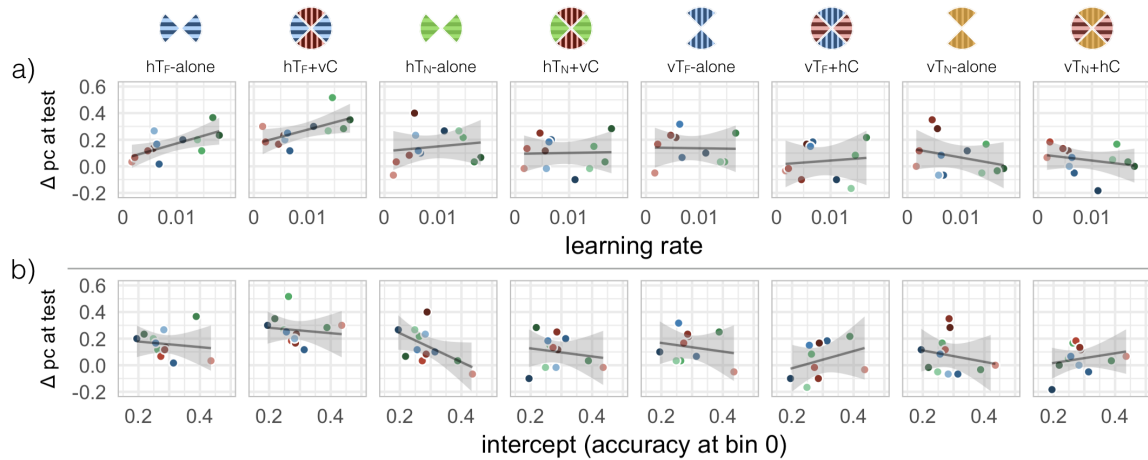 hTF-alone hTF+vC hTN-alone hTN+vC vTF-alone vTF+hC vTN-alone vTN+hC
a)
Δ pc at test
0.6
0.4
0.2
0.0
-0.2
0 0.01 0 0.01 0 0.01 0 0.01 0 0.01 0 0.01 0 0.01 0 0.01
learning rate
b)
Δ pc at test
0.6
0.4
0.2
0.0
-0.2
0.2 0.4 0.2 0.4 0.2 0.4 0.2 0.4 0.2 0.4 0.2 0.4 0.2 0.4 0.2 0.4
intercept (accuracy at bin 0)